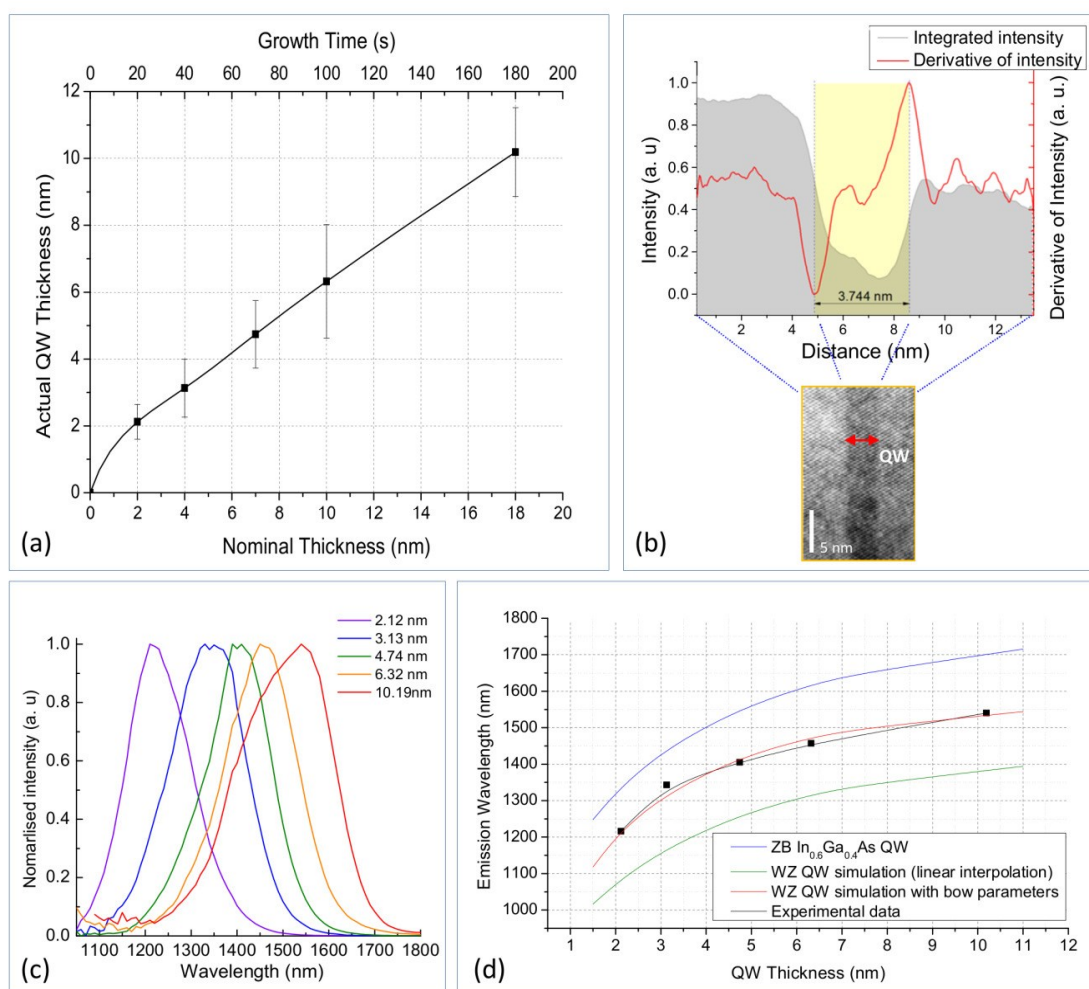 Growth Time (s)
0 20 40 60 80 100 120 140 160 180 200
Actual QW Thickness (nm)
12
10
8
6
4
2
0
0 2 4 6 8 10 12 14 16 18 20
Nominal Thickness (nm)
(a)
(b)
Integrated intensity
Derivative of intensity
Intensity (a. u)
1.0
0.8
0.6
0.4
0.2
0.0
Derivative of Intensity (a. u.)
3.744 nm
2 4 6 8 10 12
Distance (nm)
QW
5 nm
Nomarlised intensity (a. u)
1.0
0.8
0.6
0.4
0.2
0.0
2.12 nm
3.13 nm
4.74 nm
6.32 nm
10.19nm
1100 1200 1300 1400 1500 1600 1700 1800
Wavelength (nm)
(c)
Emission Wavelength (nm)
1800
1700
1600
1500
1400
1300
1200
1100
1000
ZB In0.6Ga0.4As QW
WZ QW simulation (linear interpolation)
WZ QW simulation with bow parameters
Experimental data
1 2 3 4 5 6 7 8 9 10 11 12
QW Thickness (nm)
(d)